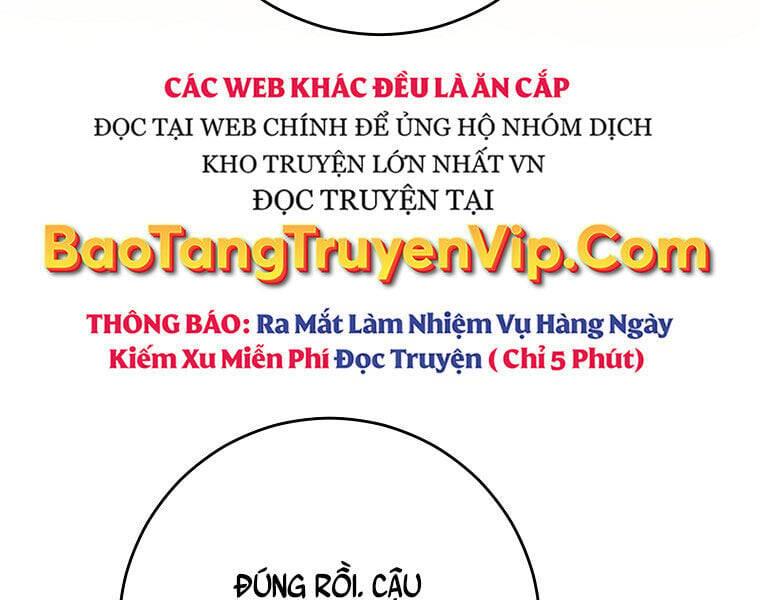 CÁC WEB KHÁC ĐỀU LÀ ĂN CẮP
ĐỌC TẠI WEB CHÍNH ĐỂ ỦNG HỘ NHÓM DỊCH
KHO TRUYỆN LỚN NHẤT VN
ĐỌC TRUYỆN TẠI
BaoTangTruyenVip.Com
THÔNG BÁO: Ra Mắt Làm Nhiệm Vụ Hàng Ngày
Kiếm Xu Miễn Phí Đọc Truyện ( Chỉ 5 Phút)
ĐÚNG RỒI. CẬU